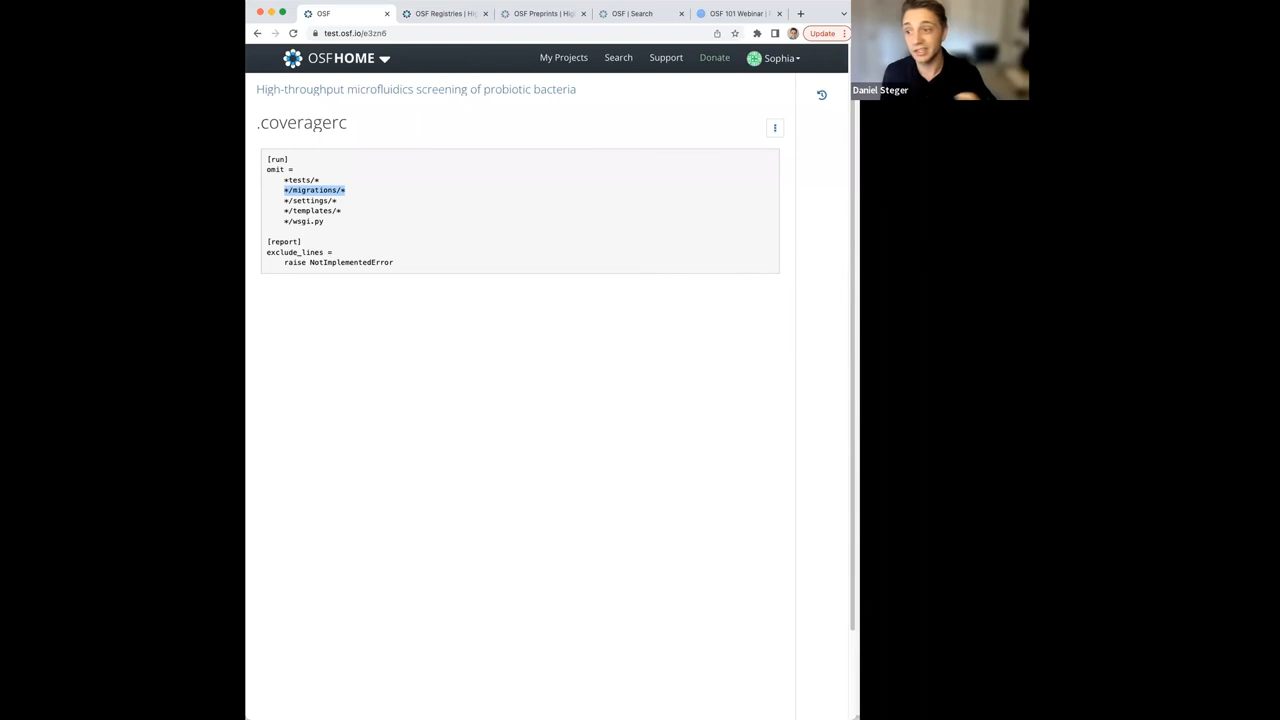 OSF
OSF Registries | Hi
OSF Preprints | Hig
OSF | Search
OSF 101 Webinar |
test.osf.io/e3zn6
Update
OSFHOME
My Projects
Search
Support
Donate
Sophia
Daniel Steger
High-throughput microfluidics screening of probiotic bacteria
.coveragerc
[run]
omit =
*tests/*
*/migrations/*
*/settings/*
*/templates/*
*/wsgi.py
[report]
exclude_lines =
raise NotImplementedError